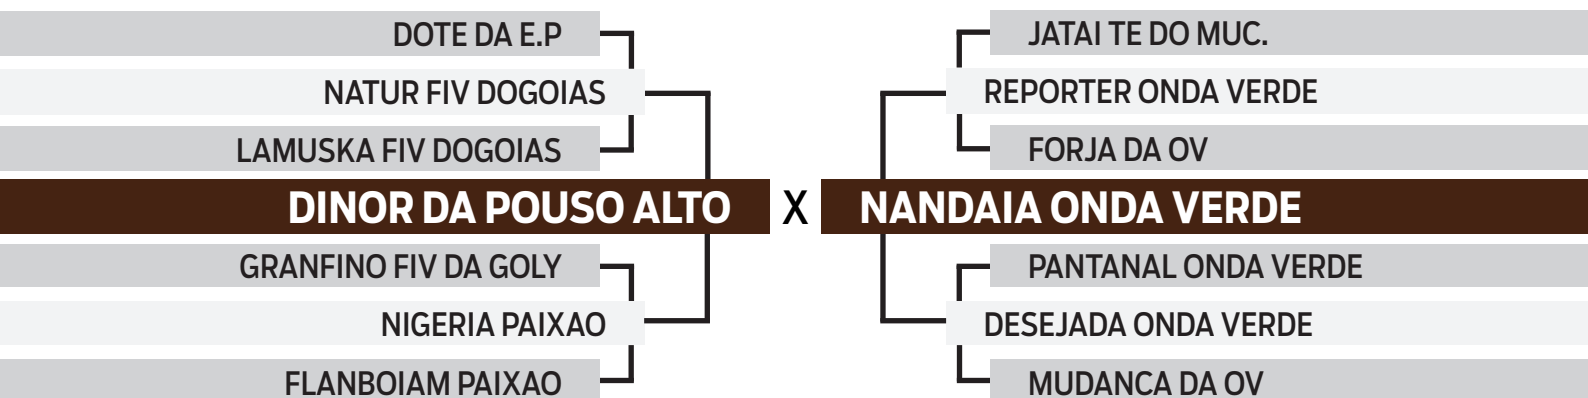 DOTE DA E.P
NATUR FIV DOGOIAS
LAMUSKA FIV DOGOIAS
DINOR DA POUSO ALTO X NANDAIA ONDA VERDE
GRANFINO FIV DA GOLY
NIGERIA PAIXAO
FLANBOIAM PAIXAO
JATAI TE DO MUC.
REPORTER ONDA VERDE
FORJA DA OV
PANTANAL ONDA VERDE
DESEJADA ONDA VERDE
MUDANCA DA OV